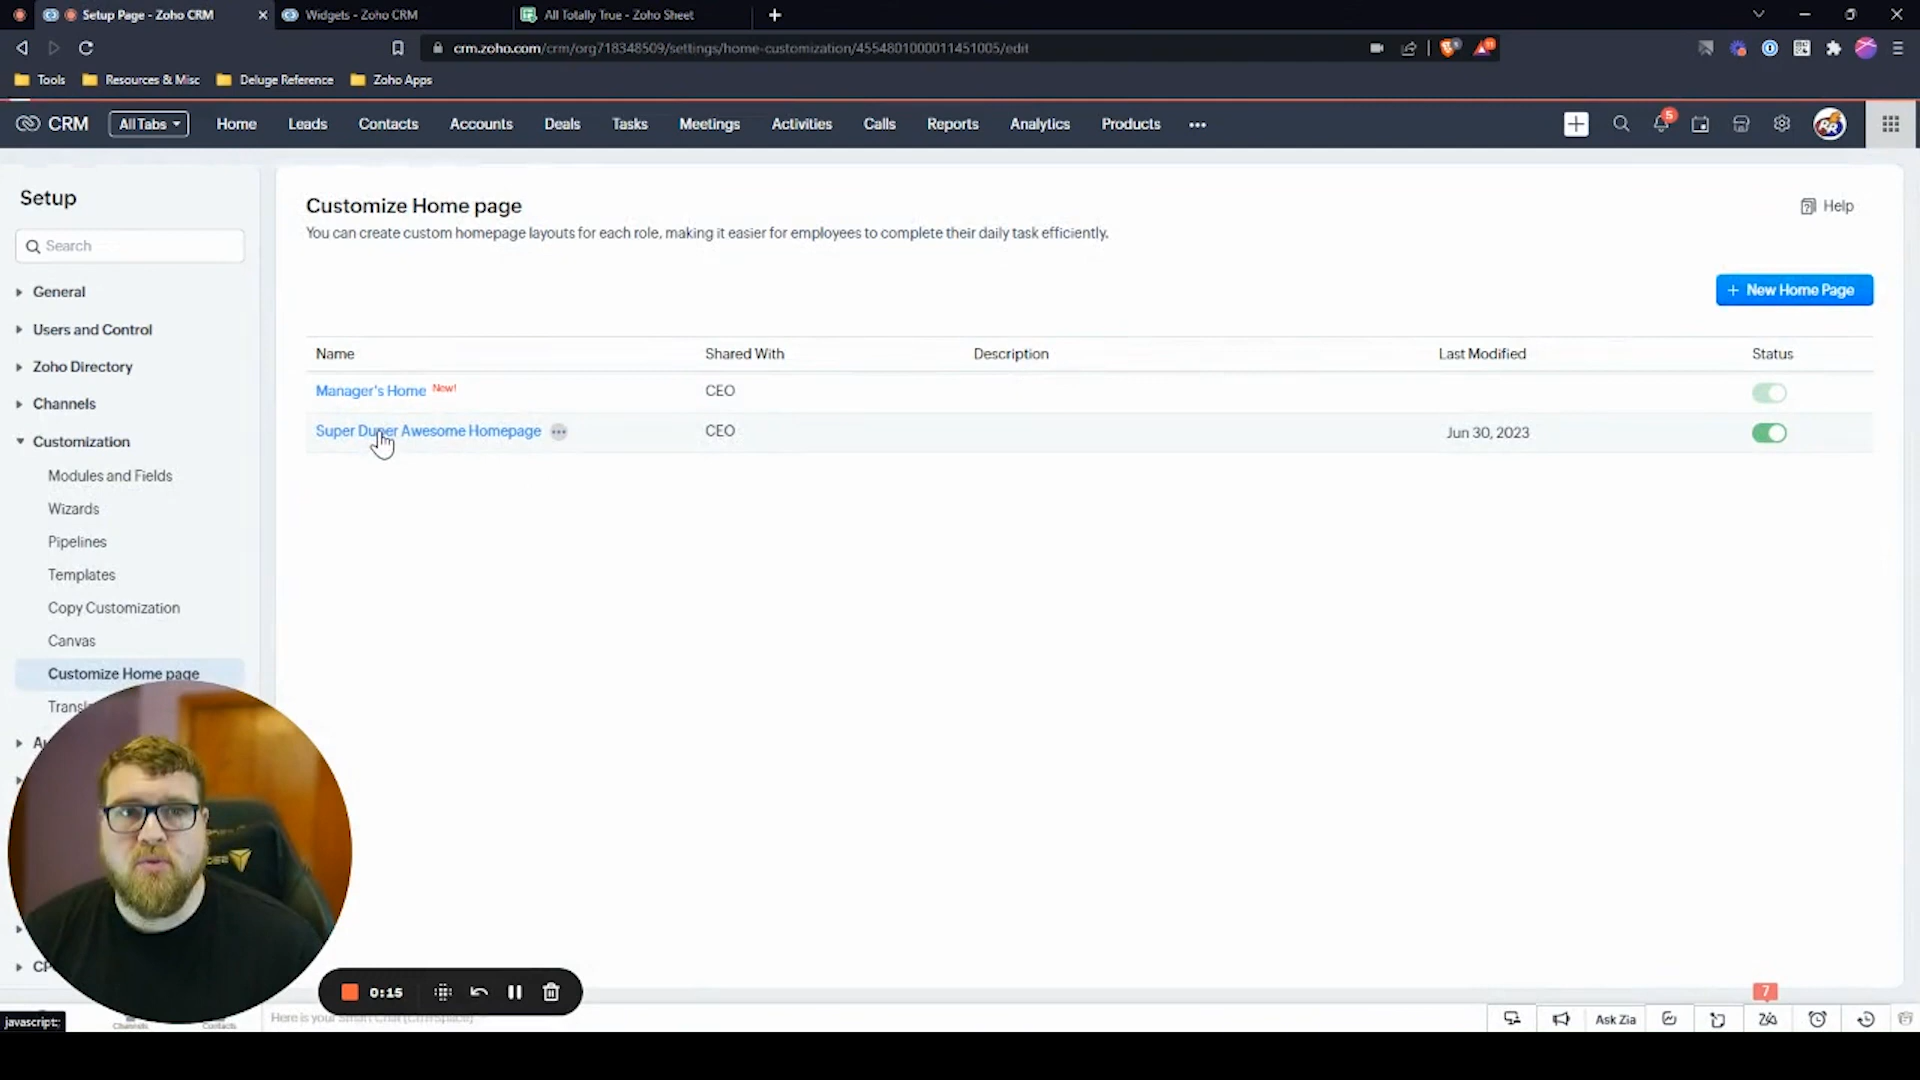 Setup Page - Zoho CRM
Widgets - Zoho CRM
All Totally True - Zoho Sheet
crm.zoho.com/crm/org718348509/settings/home-customization/4554801000011451005/edit
Tools
Resources & Misc
Deluge Reference
Zoho Apps
CRM
All Tabs
Home
Leads
Contacts
Accounts
Deals
Tasks
Meetings
Activities
Calls
Reports
Analytics
Products
5
Setup
Search
General
Users and Control
Zoho Directory
Channels
Customization
Modules and Fields
Wizards
Pipelines
Templates
Copy Customization
Canvas
Customize Home page
Customize Home page
You can create custom homepage layouts for each role, making it easier for employees to complete their daily task efficiently.
Help
+ New Home Page
Name
Shared With
Description
Last Modified
Status
Manager's Home New!
CEO
Super Duper Awesome Homepage
CEO
Jun 30, 2023
0:15
javascript:
Channels
Contacts
Here is your Smart Chat (Ctrl+Space)
7
Ask Zia